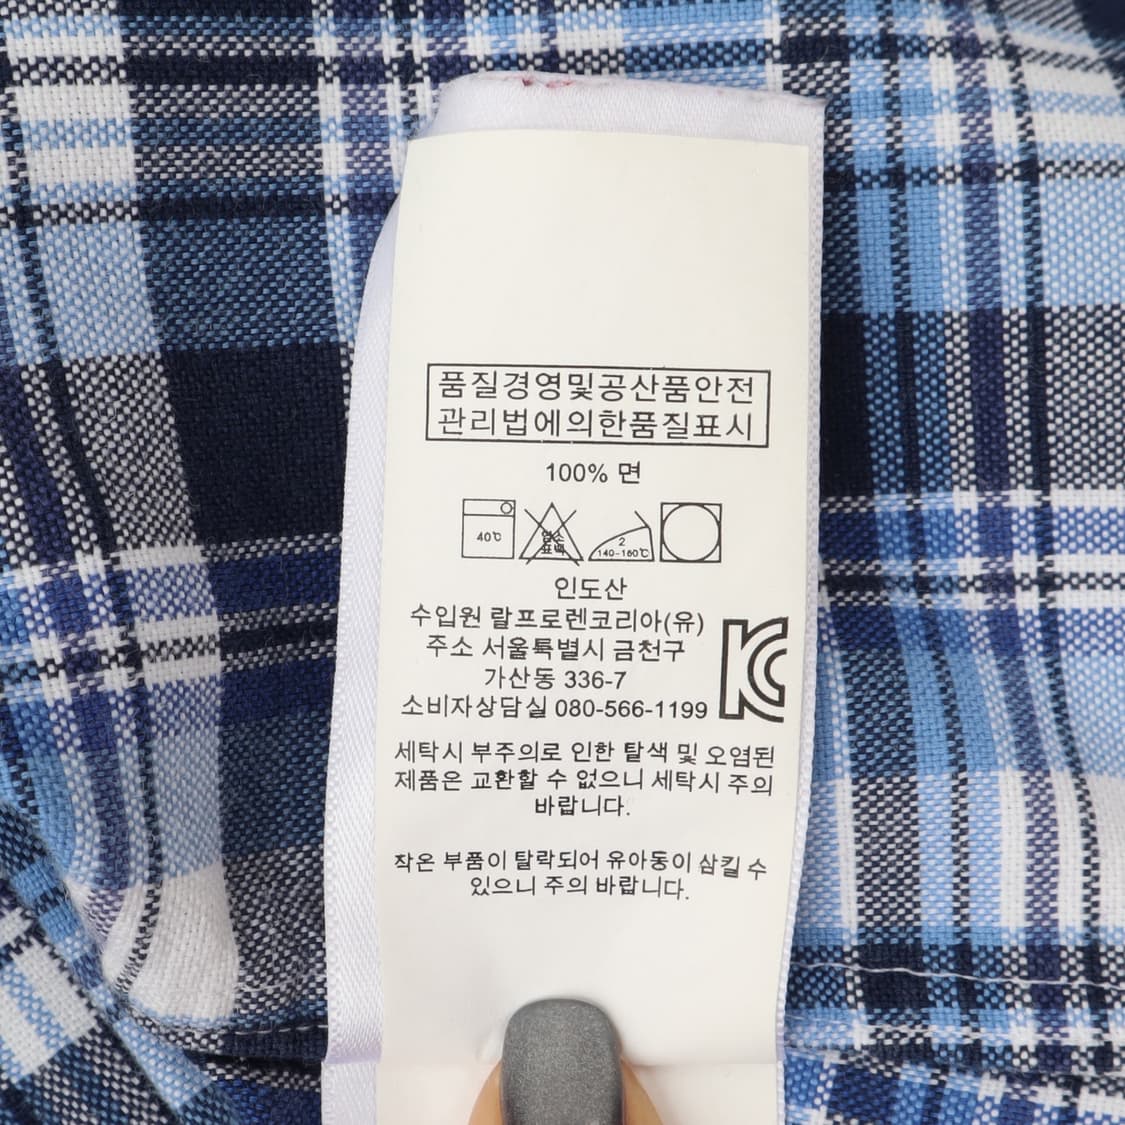 품질경영및공산품안전
관리법에의한품질표시
100% 면
40℃
염소
표백
2
140-160℃
인도산
수입원 랄프로렌코리아(유)
주소 서울특별시 금천구
가산동 336-7
소비자상담실 080-566-1199
KC
세탁시 부주의로 인한 탈색 및 오염된
제품은 교환할 수 없으니 세탁시 주의
바랍니다.
작은 부품이 탈락되어 유아동이 삼킬 수
있으니 주의 바랍니다.